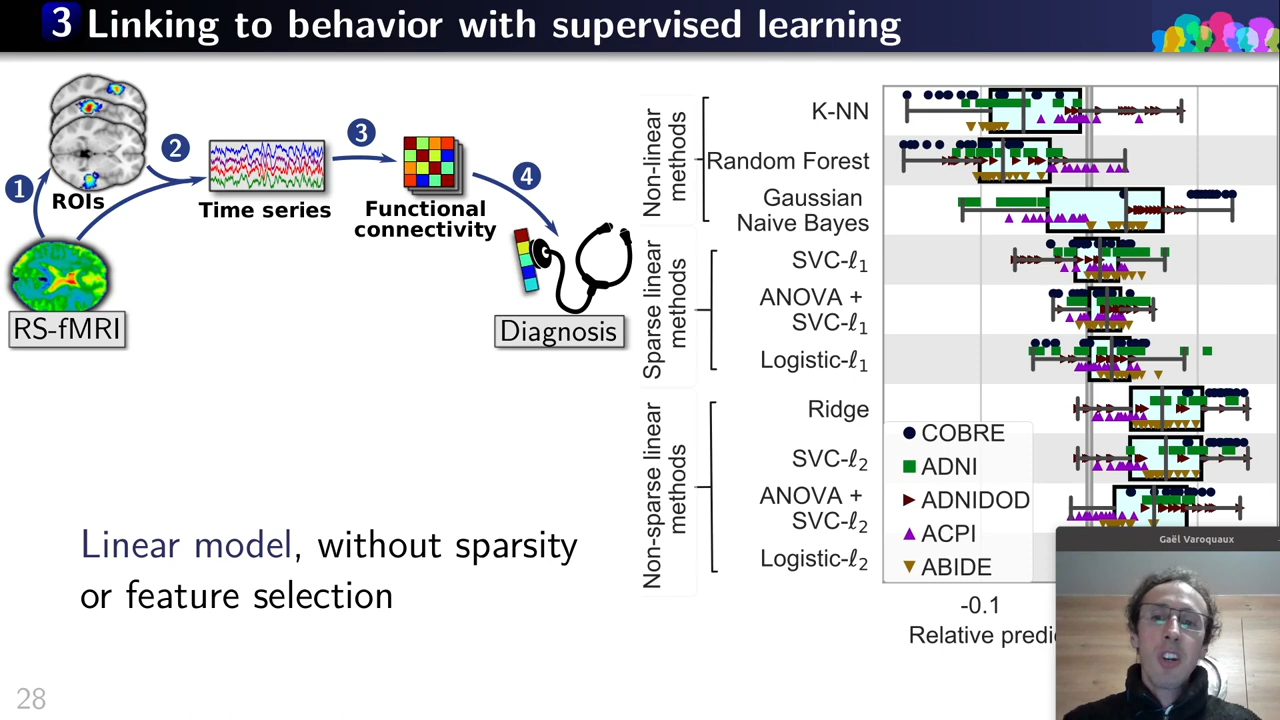 3 Linking to behavior with supervised learning
1
2
3
4
ROIs
Time series
Functional
connectivity
RS-fMRI
Diagnosis
Linear model, without sparsity
or feature selection
28
Non-linear
methods
K-NN
Random Forest
Gaussian
Naive Bayes
Sparse linear
methods
SVC-ℓ1
ANOVA +
SVC-ℓ1
Logistic-ℓ1
Non-sparse linear
methods
Ridge
SVC-ℓ2
ANOVA +
SVC-ℓ2
Logistic-ℓ2
COBRE
ADNI
ADNIDOD
ACPI
ABIDE
-0.1
Relative
Gaël Varoquaux